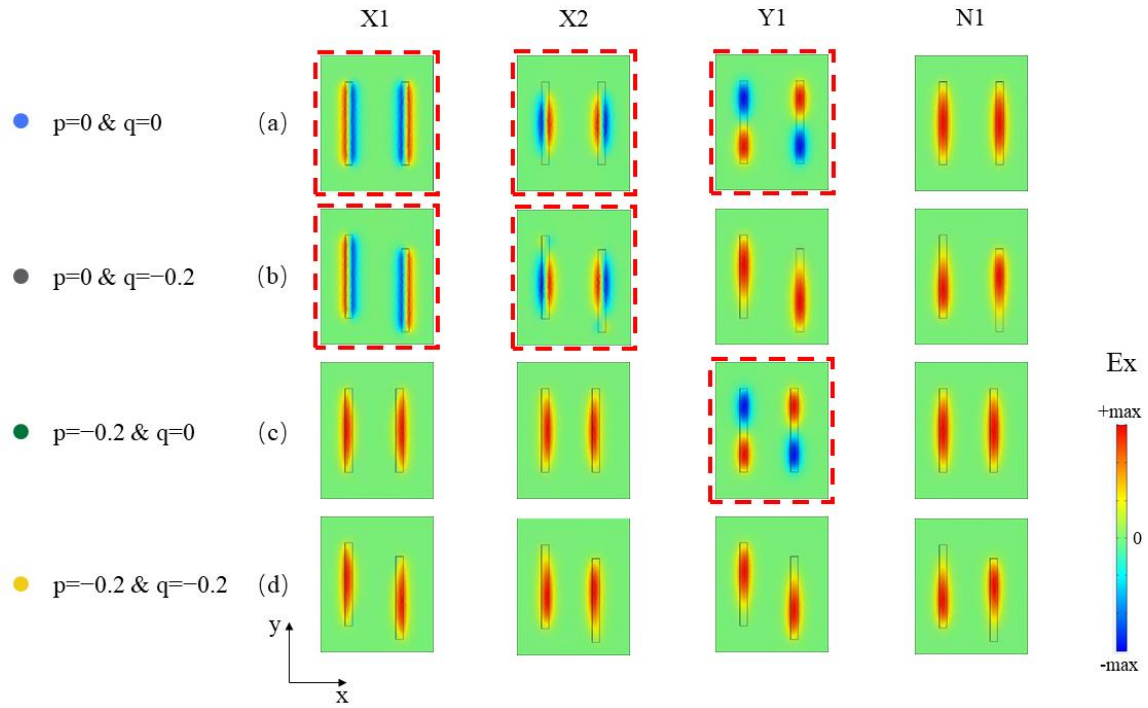 X1 X2 Y1 N1
p=0 & q=0 (a)
p=0 & q=−0.2 (b)
p=−0.2 & q=0 (c)
p=−0.2 & q=−0.2 (d)
Ex
+max
0
-max
y
x